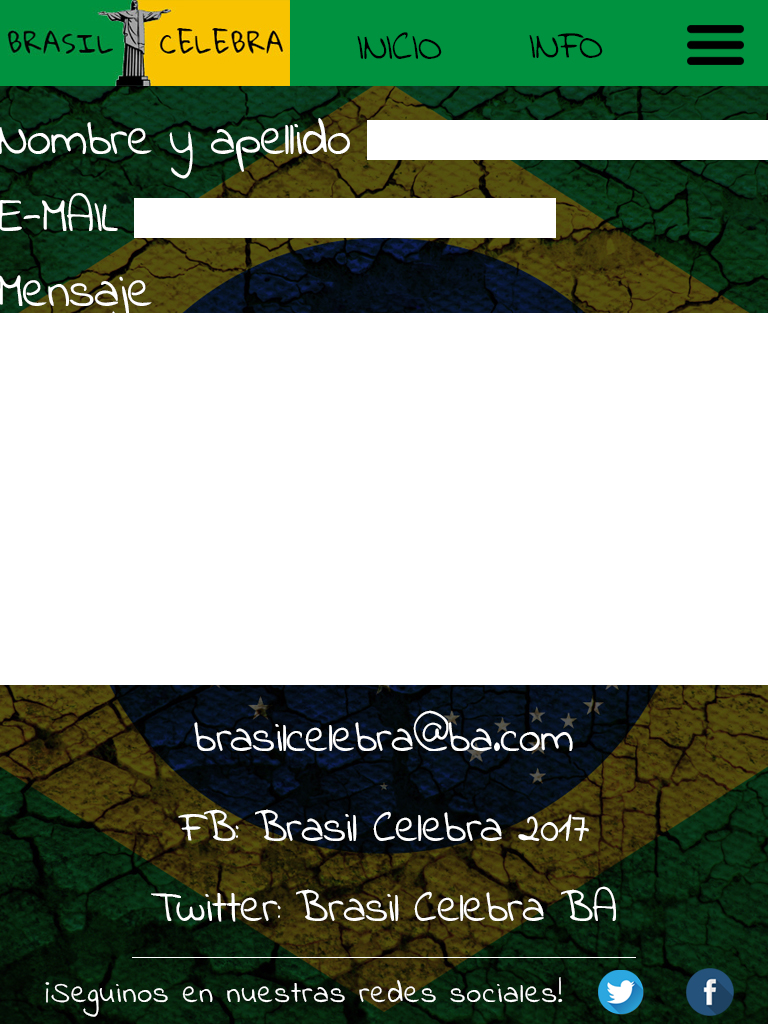 BRASIL CELEBRA INICIO INFO
Nombre y apellido
E-MAIL
Mensaje
brasilcelebra@ba.com
FB: Brasil Celebra 2017
Twitter: Brasil Celebra BA
¡Seguinos en nuestras redes sociales!